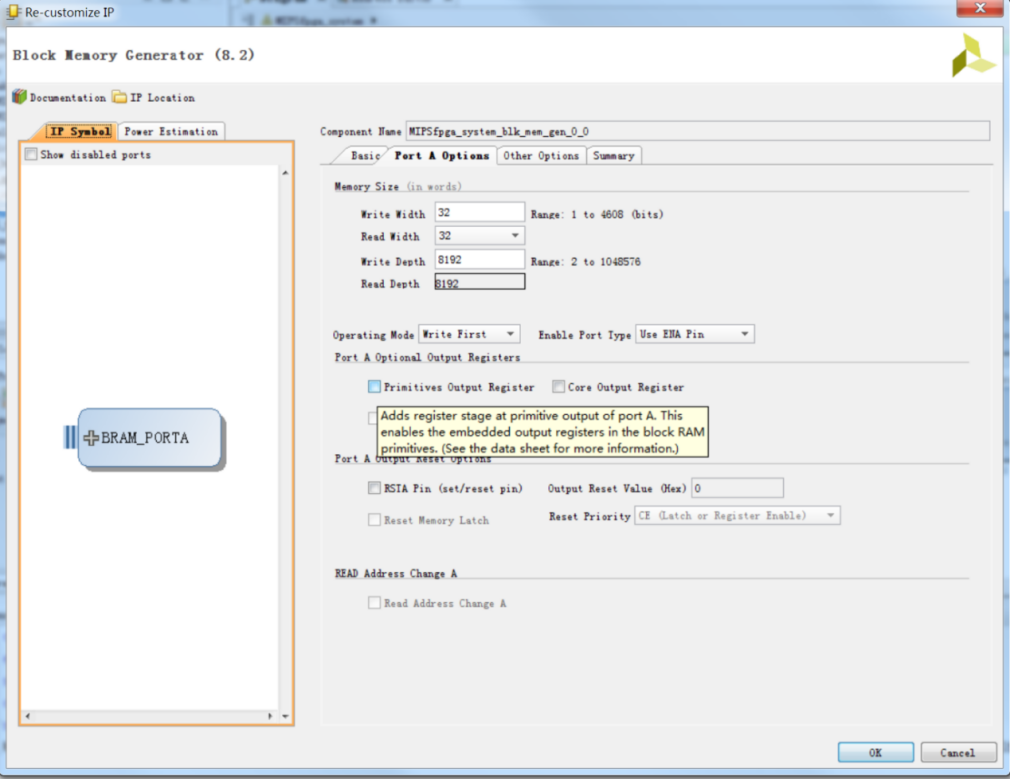 Re-customize IP
Block Memory Generator (8.2)
Documentation IP Location
IP Symbol Power Estimation
Show disabled ports
BRAM_PORTA
Component Name MIPSfpga_system_blk_mem_gen_0_0
Basic Port A Options Other Options Summary
Memory Size (in words)
Write Width 32 Range: 1 to 4608 (bits)
Read Width 32
Write Depth 8192 Range: 2 to 1048576
Read Depth 8192
Operating Mode Write First Enable Port Type Use ENA Pin
Port A Optional Output Registers
Primitives Output Register Core Output Register
Adds register stage at primitive output of port A. This
enables the embedded output registers in the block RAM
primitives. (See the data sheet for more information.)
Port A Output Reset Options
RSTA Pin (set/reset pin) Output Reset Value (Hex) 0
Reset Memory Latch Reset Priority CE (Latch or Register Enable)
READ Address Change A
Read Address Change A
OK Cancel